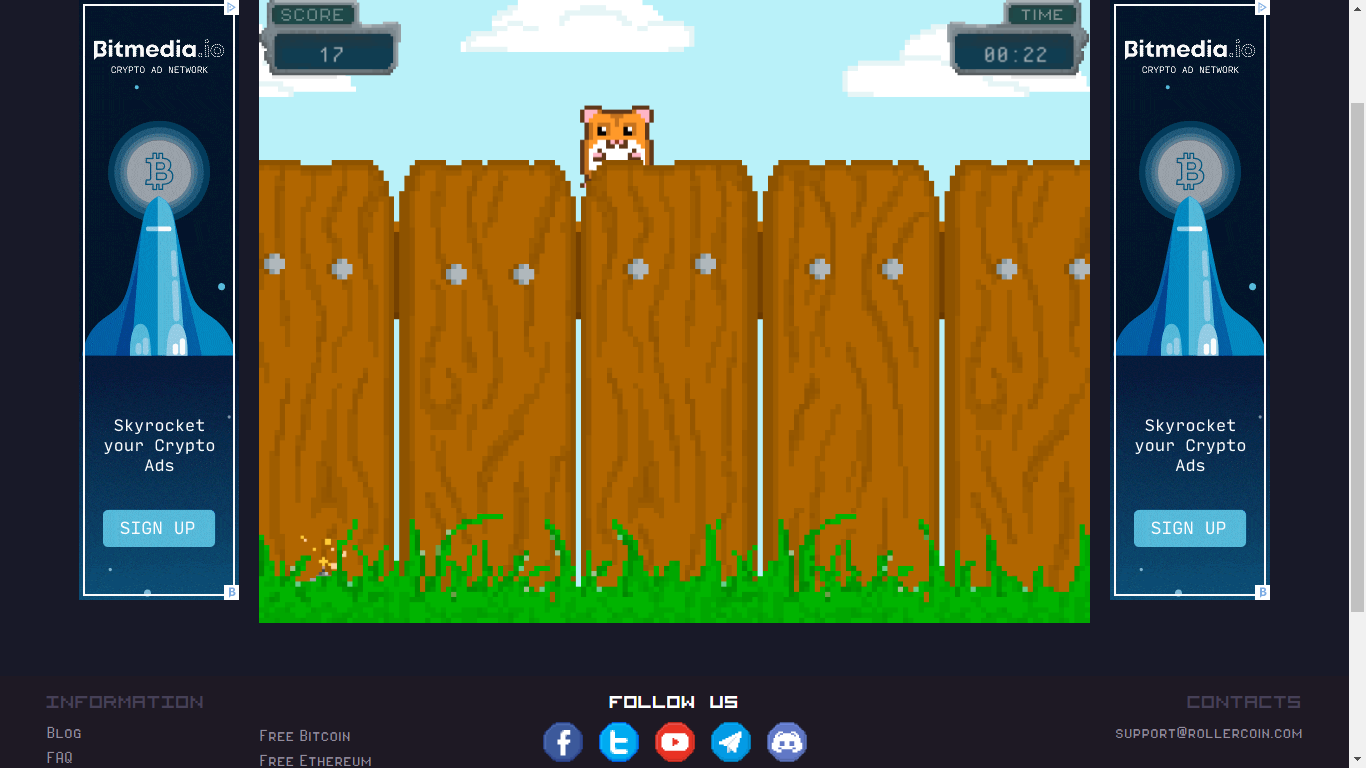 Bitmedia.io
CRYPTO AD NETWORK
Skyrocket
your Crypto
Ads
SIGN UP
SCORE
17
TIME
00:22
Bitmedia.io
CRYPTO AD NETWORK
Skyrocket
your Crypto
Ads
SIGN UP
INFORMATION
Blog
FAQ
Free Bitcoin
Free Ethereum
FOLLOW US
CONTACTS
support@rollercoin.com